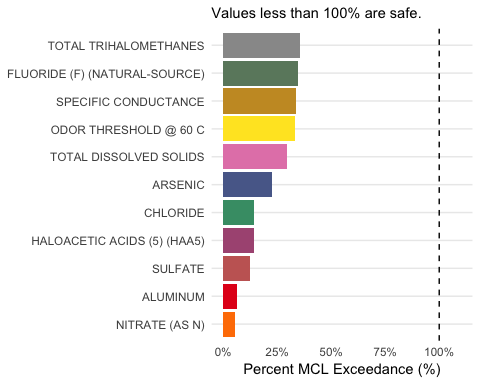 Values less than 100% are safe.
TOTAL TRIHALOMETHANES
FLUORIDE (F) (NATURAL-SOURCE)
SPECIFIC CONDUCTANCE
ODOR THRESHOLD @ 60 C
TOTAL DISSOLVED SOLIDS
ARSENIC
CHLORIDE
HALOACETIC ACIDS (5) (HAA5)
SULFATE
ALUMINUM
NITRATE (AS N)
0% 25% 50% 75% 100%
Percent MCL Exceedance (%)